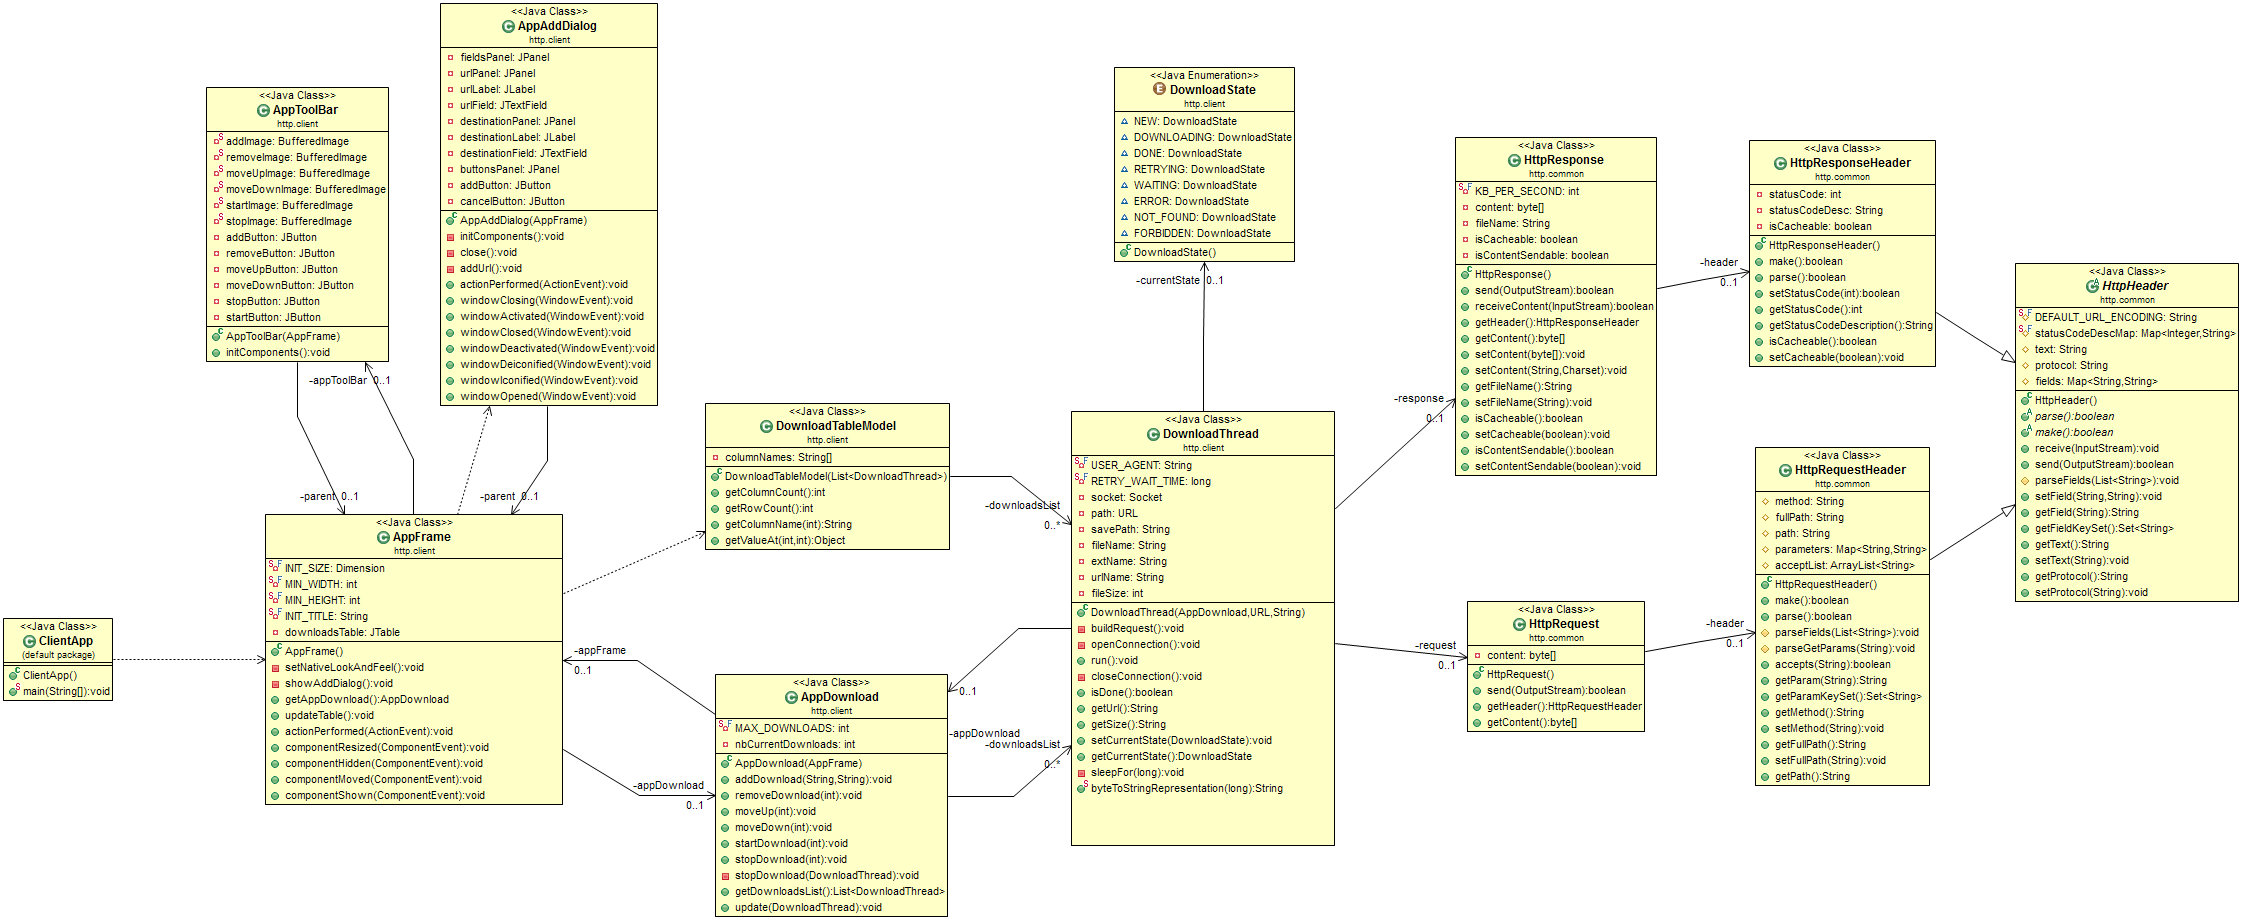 <<Java Class>>
AppAddDialog
http.client
fieldsPanel: JPanel
urlPanel: JPanel
urlLabel: JLabel
urlField: JTextField
destinationPanel: JPanel
destinationLabel: JLabel
destinationField: JTextField
buttonsPanel: JPanel
addButton: JButton
cancelButton: JButton
AppAddDialog(AppFrame)
initComponents():void
close():void
addUrl():void
actionPerformed(ActionEvent):void
windowClosing(WindowEvent):void
windowActivated(WindowEvent):void
windowClosed(WindowEvent):void
windowDeactivated(WindowEvent):void
windowDeiconified(WindowEvent):void
windowIconified(WindowEvent):void
windowOpened(WindowEvent):void
<<Java Class>>
AppToolBar
http.client
addImage: BufferedImage
removeImage: BufferedImage
moveUpImage: BufferedImage
moveDownImage: BufferedImage
startImage: BufferedImage
stopImage: BufferedImage
addButton: JButton
removeButton: JButton
moveUpButton: JButton
moveDownButton: JButton
stopButton: JButton
startButton: JButton
AppToolBar(AppFrame)
initComponents():void
-appToolBar 0..1
-parent 0..1
-parent 0..1
<<Java Class>>
AppFrame
http.client
INIT_SIZE: Dimension
MIN_WIDTH: int
MIN_HEIGHT: int
INIT_TITLE: String
downloadsTable: JTable
AppFrame()
setNativeLookAndFeel():void
showAddDialog():void
getAppDownload():AppDownload
updateTable():void
actionPerformed(ActionEvent):void
componentResized(ComponentEvent):void
componentHidden(ComponentEvent):void
componentMoved(ComponentEvent):void
componentShown(ComponentEvent):void
<<Java Class>>
ClientApp
(default package)
ClientApp()
main(String[]):void
<<Java Class>>
DownloadTableModel
http.client
columnNames: String[]
DownloadTableModel(List<DownloadThread>)
getColumnCount():int
getRowCount():int
getColumnName(int):String
getValueAt(int,int):Object
-downloadsList
0..*
-appFrame
0..1
-appDownload
0..1
<<Java Class>>
AppDownload
http.client
MAX_DOWNLOADS: int
nbCurrentDownloads: int
AppDownload(AppFrame)
addDownload(String,String):void
removeDownload(int):void
moveUp(int):void
moveDown(int):void
startDownload(int):void
stopDownload(int):void
stopDownload(DownloadThread):void
getDownloadsList():List<DownloadThread>
update(DownloadThread):void
0..1
-appDownload
-downloadsList
0..*
<<Java Enumeration>>
DownloadState
http.client
NEW: DownloadState
DOWNLOADING: DownloadState
DONE: DownloadState
RETRYING: DownloadState
WAITING: DownloadState
ERROR: DownloadState
NOT_FOUND: DownloadState
FORBIDDEN: DownloadState
DownloadState()
-currentState 0..1
<<Java Class>>
DownloadThread
http.client
USER_AGENT: String
RETRY_WAIT_TIME: long
socket: Socket
path: URL
savePath: String
fileName: String
extName: String
urlName: String
fileSize: int
DownloadThread(AppDownload,URL,String)
buildRequest():void
openConnection():void
run():void
closeConnection():void
isDone():boolean
getUrl():String
getSize():String
setCurrentState(DownloadState):void
getCurrentState():DownloadState
sleepFor(long):void
byteToStringRepresentation(long):String
-response
0..1
-request
0..1
<<Java Class>>
HttpResponse
http.common
KB_PER_SECOND: int
content: byte[]
fileName: String
isCacheable: boolean
isContentSendable: boolean
HttpResponse()
send(OutputStream):boolean
receiveContent(InputStream):boolean
getHeader():HttpResponseHeader
getContent():byte[]
setContent(byte[]):void
setContent(String,Charset):void
getFileName():String
setFileName(String):void
isCacheable():boolean
setCacheable(boolean):void
isContentSendable():boolean
setContentSendable(boolean):void
-header
0..1
<<Java Class>>
HttpResponseHeader
http.common
statusCode: int
statusCodeDesc: String
isCacheable: boolean
HttpResponseHeader()
make():boolean
parse():boolean
setStatusCode(int):boolean
getStatusCode():int
getStatusCodeDescription():String
isCacheable():boolean
setCacheable(boolean):void
<<Java Class>>
HttpRequest
http.common
content: byte[]
HttpRequest()
send(OutputStream):boolean
getHeader():HttpRequestHeader
getContent():byte[]
-header
0..1
<<Java Class>>
HttpRequestHeader
http.common
method: String
fullPath: String
path: String
parameters: Map<String,String>
acceptList: ArrayList<String>
HttpRequestHeader()
make():boolean
parse():boolean
parseFields(List<String>):void
parseGetParams(String):void
accepts(String):boolean
getParam(String):String
getParamKeySet():Set<String>
getMethod():String
setMethod(String):void
getFullPath():String
setFullPath(String):void
getPath():String
<<Java Class>>
HttpHeader
http.common
DEFAULT_URL_ENCODING: String
statusCodeDescMap: Map<Integer,String>
text: String
protocol: String
fields: Map<String,String>
HttpHeader()
parse():boolean
make():boolean
receive(InputStream):void
send(OutputStream):boolean
parseFields(List<String>):void
setField(String,String):void
getField(String):String
getFieldKeySet():Set<String>
getText():String
setText(String):void
getProtocol():String
setProtocol(String):void